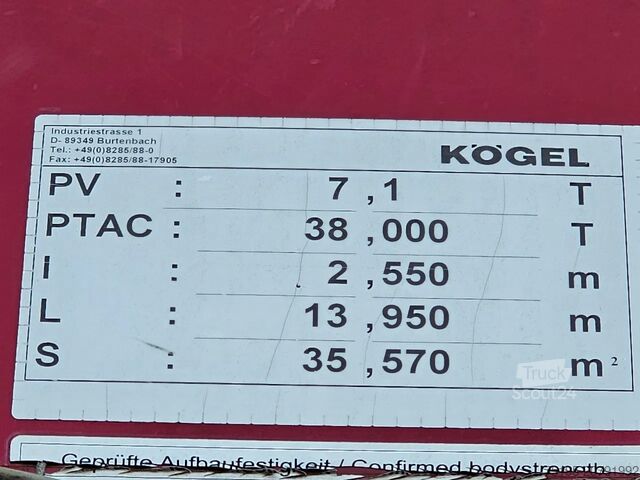 Industriestrasse 1
D- 89349 Burtenbach
Tel.: +49(0)8285/88-0
Fax: +49(0)8285/88-17905
KÖGEL
PV : 7 ,1 T
PTAC : 38 ,000 T
I : 2 ,550 m
L : 13 ,950 m
S : 35 ,570 m²
Truck
Scout24
Geprüfte Aufbaufestigkeit / Confirmed bodystrength